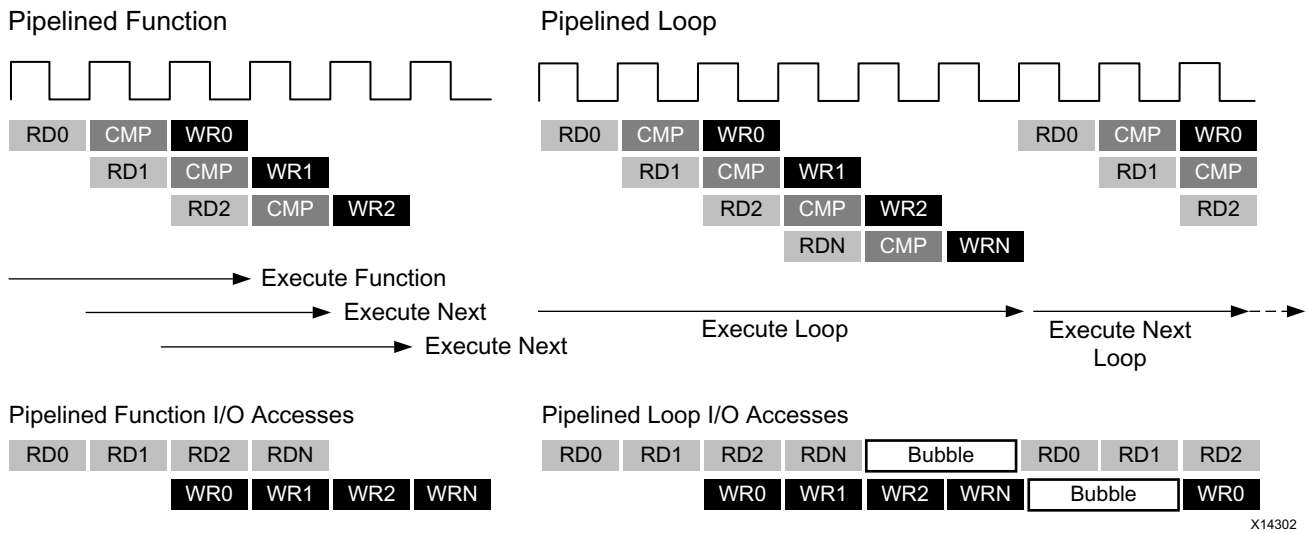 Pipelined Function Pipelined Loop
RD0 CMP WR0 RD0 CMP WR0 RD0 CMP WR0
RD1 CMP WR1 RD1 CMP WR1 RD1 CMP
RD2 CMP WR2 RD2 CMP WR2 RD2
RDN CMP WRN
Execute Function
Execute Next
Execute Loop
Execute Next
Loop
Execute Next
Pipelined Function I/O Accesses Pipelined Loop I/O Accesses
RD0 RD1 RD2 RDN RD0 RD1 RD2 RDN Bubble RD0 RD1 RD2
WR0 WR1 WR2 WRN WR0 WR1 WR2 WRN Bubble WR0
X14302